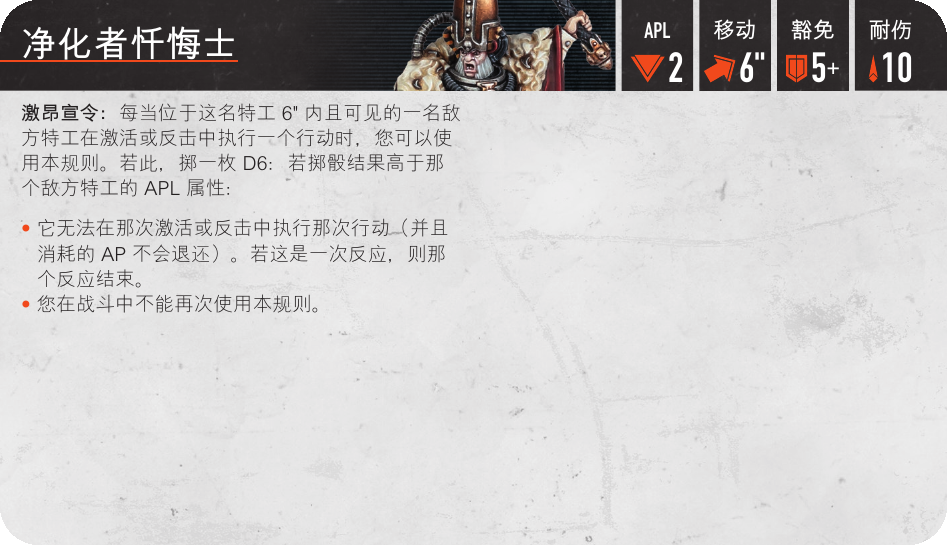 净化者忏悔士
APL
2
移动
6"
豁免
5+
耐伤
10
激昂宣令：每当位于这名特工 6" 内且可见的一名敌
方特工在激活或反击中执行一个行动时，您可以使
用本规则。若此，掷一枚 D6：若掷骰结果高于那
个敌方特工的 APL 属性:
• 它无法在那次激活或反击中执行那次行动（并且
消耗的 AP 不会退还）。若这是一次反应，则那
个反应结束。
• 您在战斗中不能再次使用本规则。